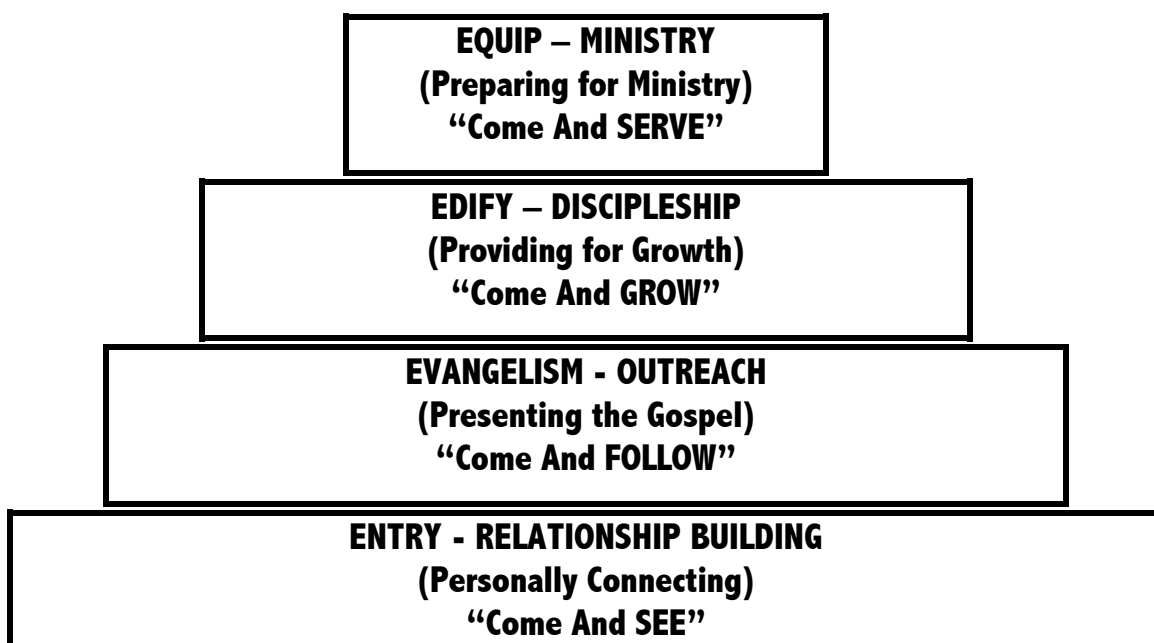 EQUIP – MINISTRY
(Preparing for Ministry)
“Come And SERVE”
EDIFY – DISCIPLESHIP
(Providing for Growth)
“Come And GROW”
EVANGELISM - OUTREACH
(Presenting the Gospel)
“Come And FOLLOW”
ENTRY - RELATIONSHIP BUILDING
(Personally Connecting)
“Come And SEE”